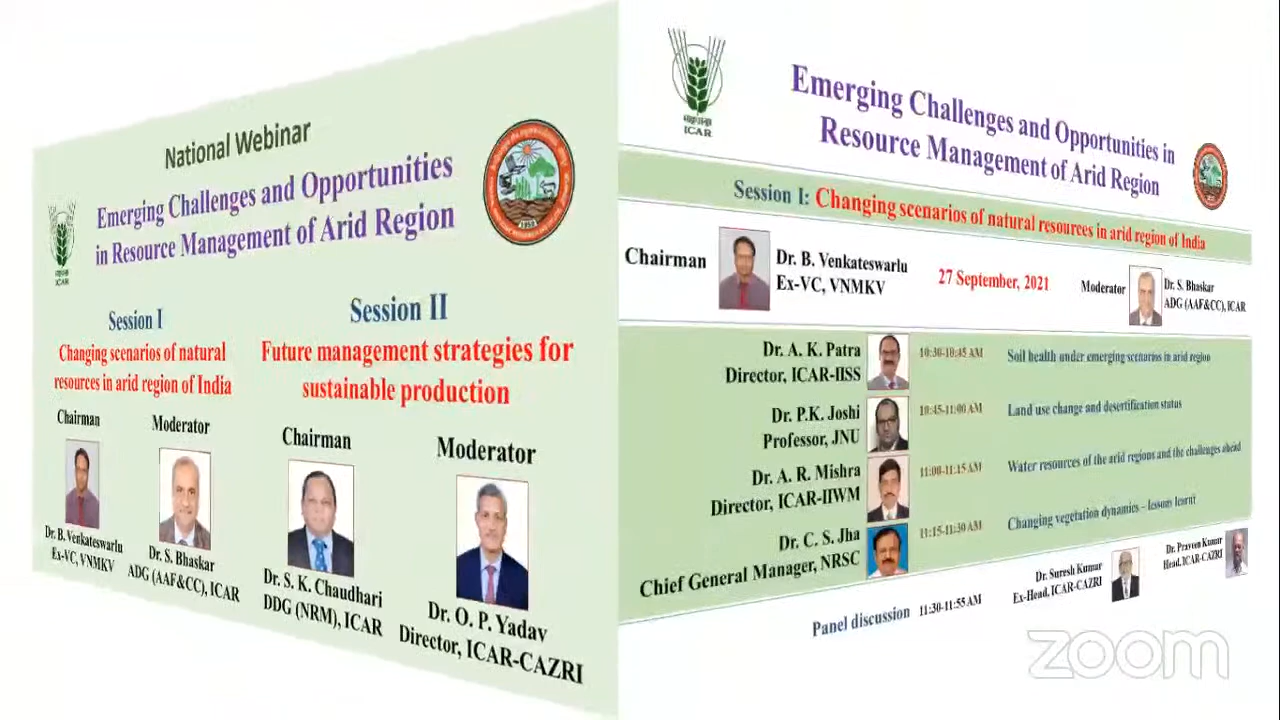 National Webinar
Emerging Challenges and Opportunities
in Resource Management of Arid Region
ICAR
1959
Session I
Changing scenarios of natural
resources in arid region of India
Chairman
Dr. B. Venkateswarlu
Ex-VC, VNMKV
Moderator
Dr. S. Bhaskar
ADG (AAF&CC), ICAR
Session II
Future management strategies for
sustainable production
Chairman
Dr. S. K. Chaudhari
DDG (NRM), ICAR
Moderator
Dr. O. P. Yadav
Director, ICAR-CAZRI
भाकृअनुप
ICAR
Emerging Challenges and Opportunities in
Resource Management of Arid Region
Session I: Changing scenarios of natural resources in arid region of India
Chairman
Dr. B. Venkateswarlu
Ex-VC, VNMKV
27 September, 2021
Moderator
Dr. S. Bhaskar
ADG (AAF&CC), ICAR
Dr. A. K. Patra
Director, ICAR-IISS
10:30-10:45 AM
Soil health under emerging scenarios in arid region
Dr. P.K. Joshi
Professor, JNU
10:45-11:00 AM
Land use change and desertification status
Dr. A. R. Mishra
Director, ICAR-IIWM
11:00-11:15 AM
Water resources of the arid regions and the challenges ahead
Dr. C. S. Jha
Chief General Manager, NRSC
11:15-11:30 AM
Changing vegetation dynamics – lessons learnt
Panel discussion 11:30-11:55 AM
Dr. Suresh Kumar
Ex-Head, ICAR-CAZRI
Dr. Praveen Kumar
Head, ICAR-CAZRI
zoom